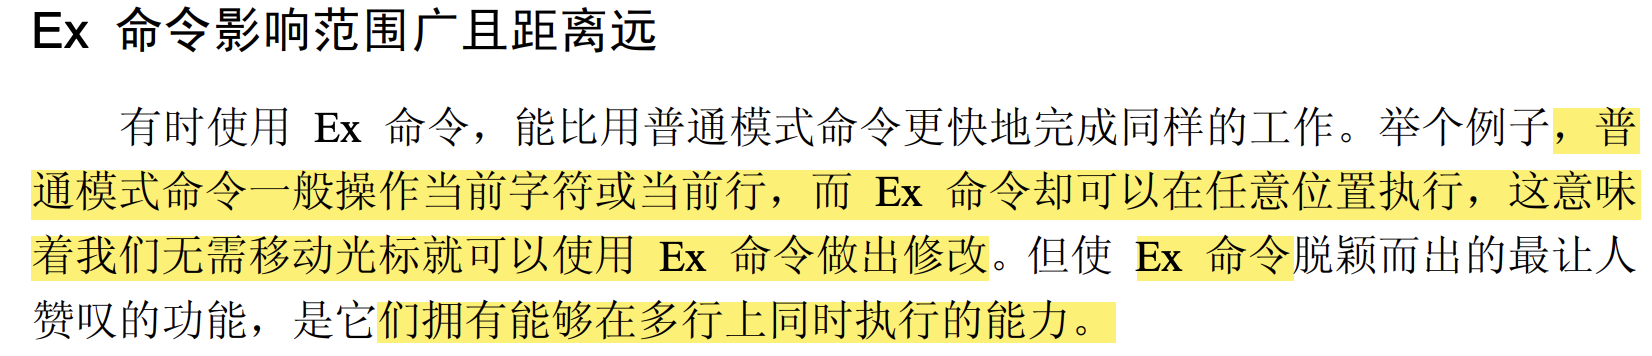 Ex 命令影响范围广且距离远
有时使用 Ex 命令，能比用普通模式命令更快地完成同样的工作。举个例子，普
通模式命令一般操作当前字符或当前行，而 Ex 命令却可以在任意位置执行，这意味
着我们无需移动光标就可以使用 Ex 命令做出修改。但使 Ex 命令脱颖而出的最让人
赞叹的功能，是它们拥有能够在多行上同时执行的能力。